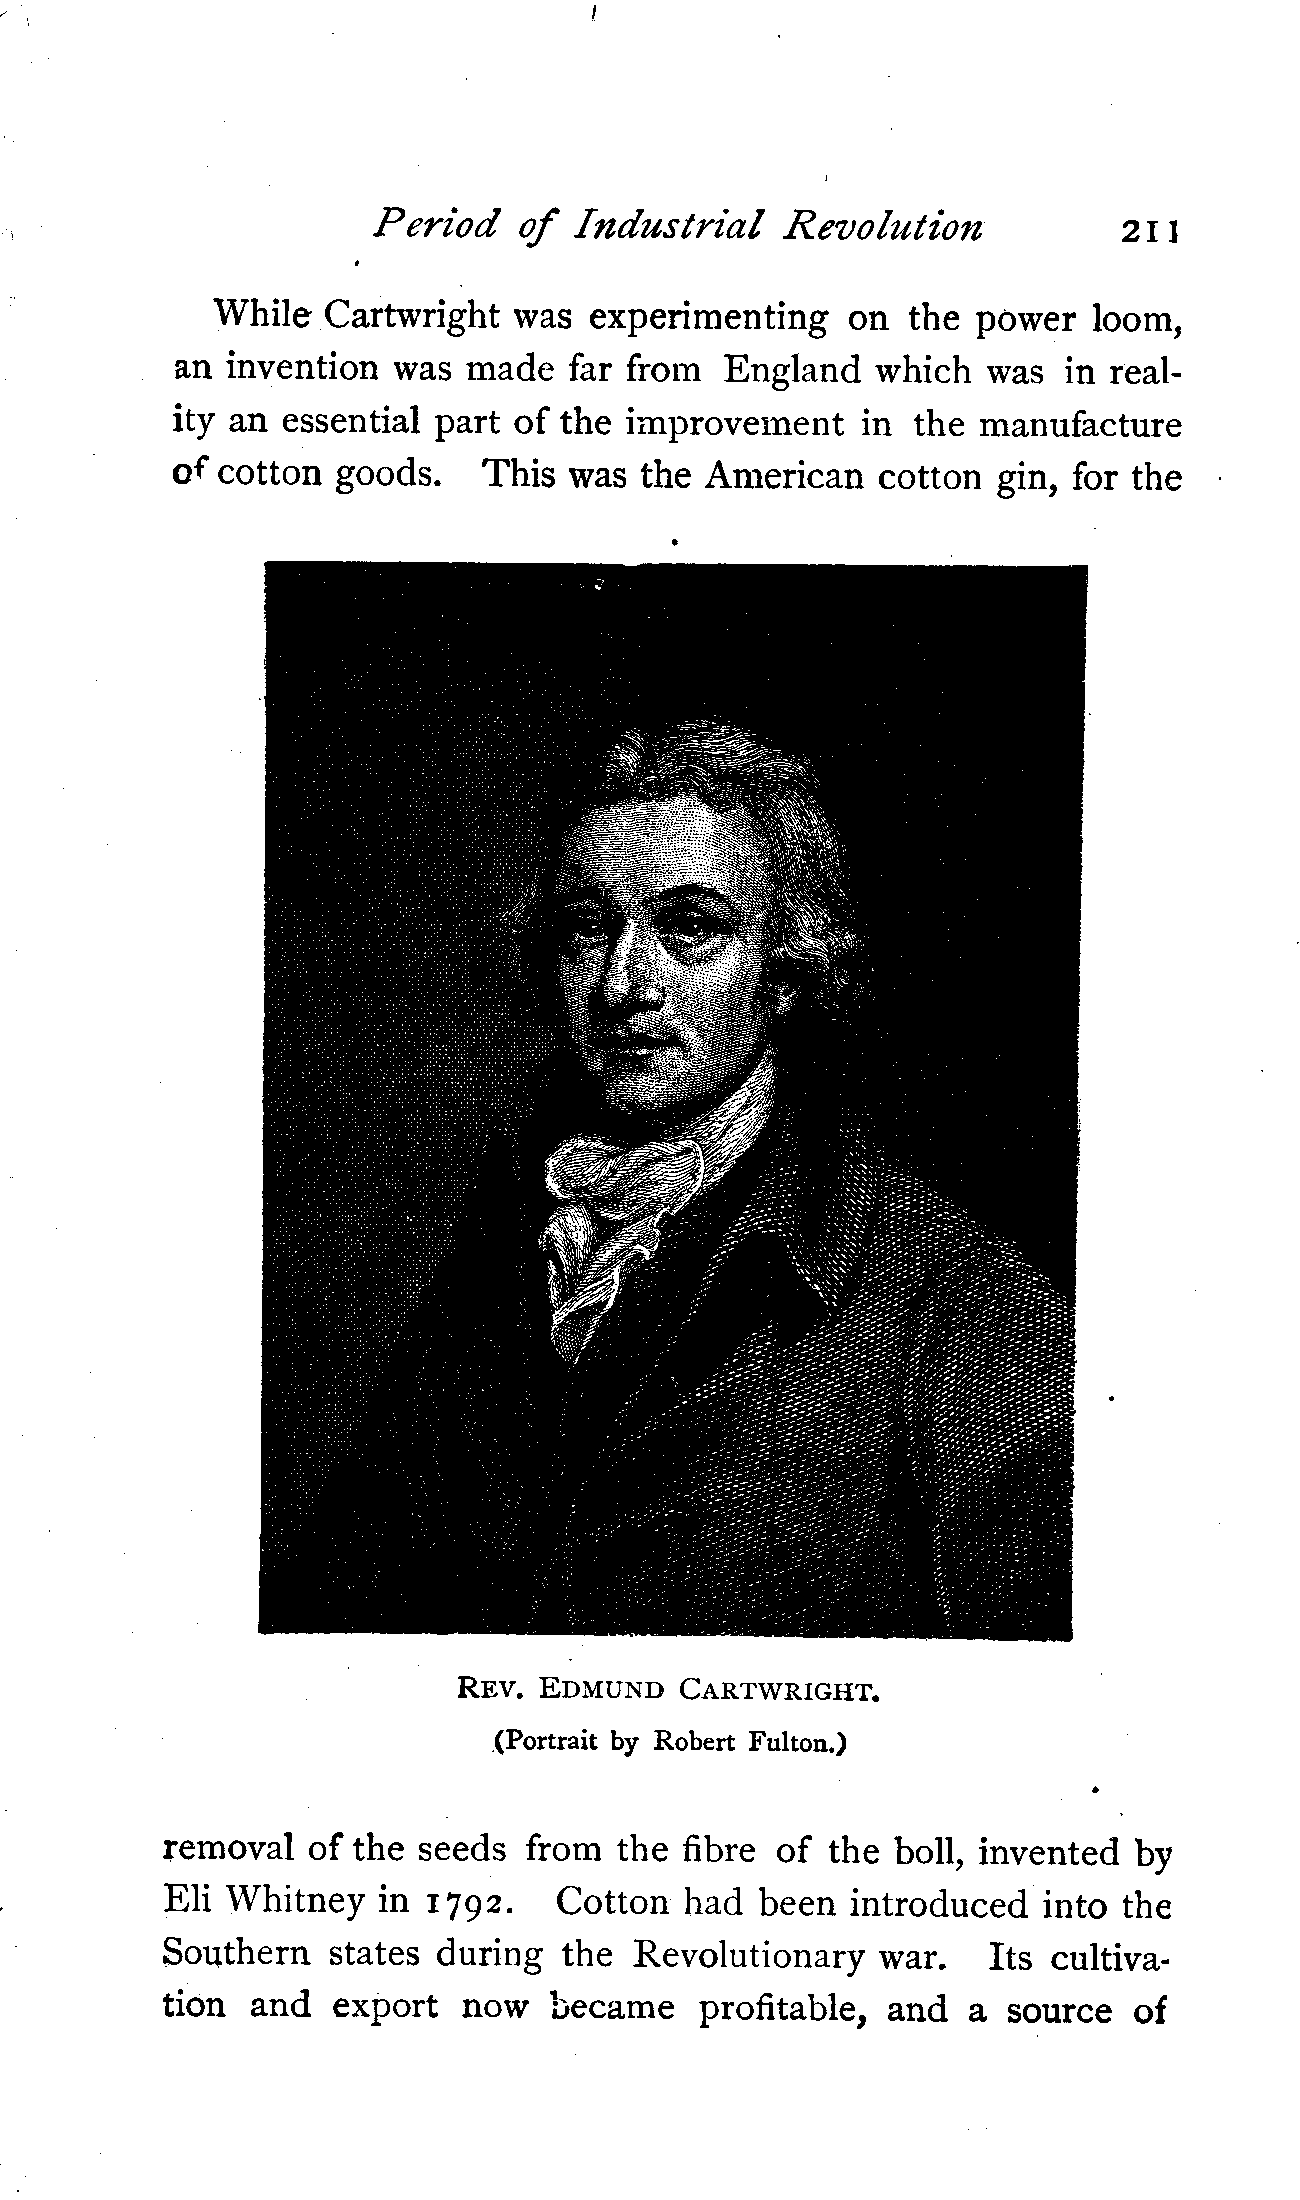 Period of Industrial Revolution 211
While Cartwright was experimenting on the power loom,
an invention was made far from England which was in real-
ity an essential part of the improvement in the manufacture
of cotton goods. This was the American cotton gin, for the
REV. EDMUND CARTWRIGHT.
(Portrait by Robert Fulton.)
removal of the seeds from the fibre of the boll, invented by
Eli Whitney in 1792. Cotton had been introduced into the
Southern states during the Revolutionary war. Its cultiva-
tion and export now became profitable, and a source of